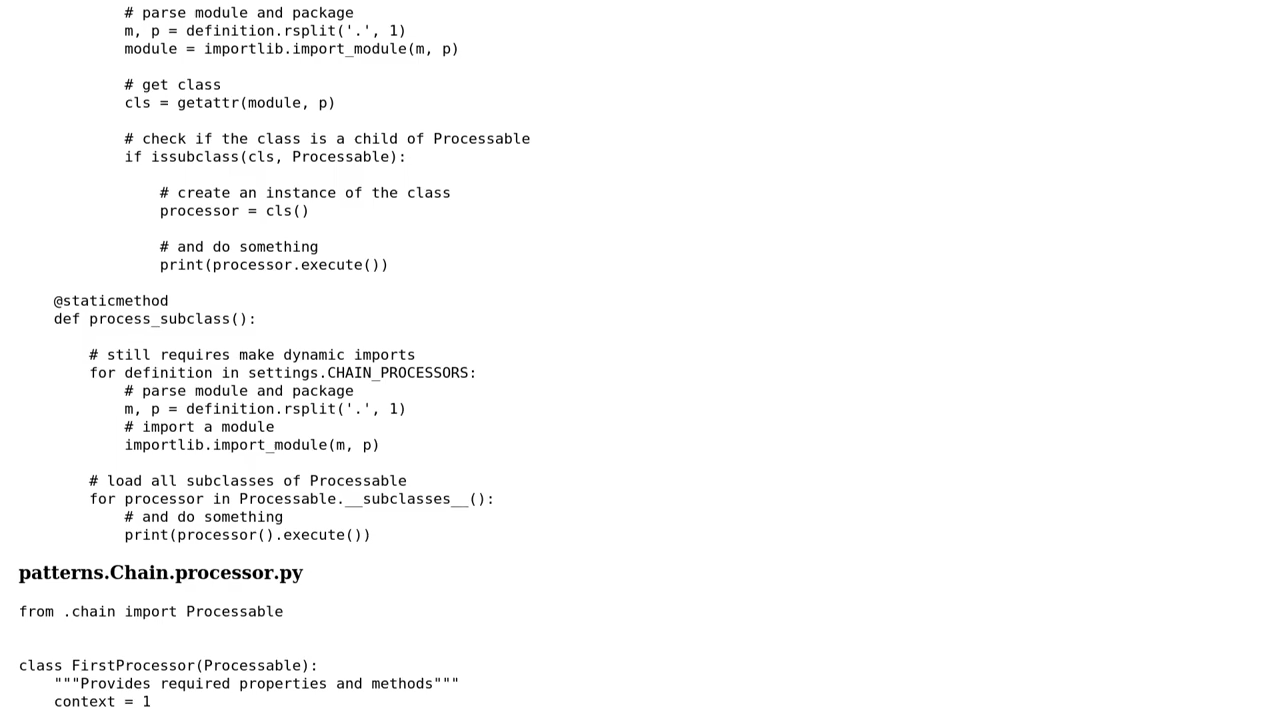 # parse module and package
m, p = definition.rsplit('.', 1)
module = importlib.import_module(m, p)
# get class
cls = getattr(module, p)
# check if the class is a child of Processable
if issubclass(cls, Processable):
# create an instance of the class
processor = cls()
# and do something
print(processor.execute())
@staticmethod
def process_subclass():
# still requires make dynamic imports
for definition in settings.CHAIN_PROCESSORS:
# parse module and package
m, p = definition.rsplit('.', 1)
# import a module
importlib.import_module(m, p)
# load all subclasses of Processable
for processor in Processable.__subclasses__():
# and do something
print(processor().execute())
patterns.Chain.processor.py
from .chain import Processable
class FirstProcessor(Processable):
"""Provides required properties and methods"""
context = 1